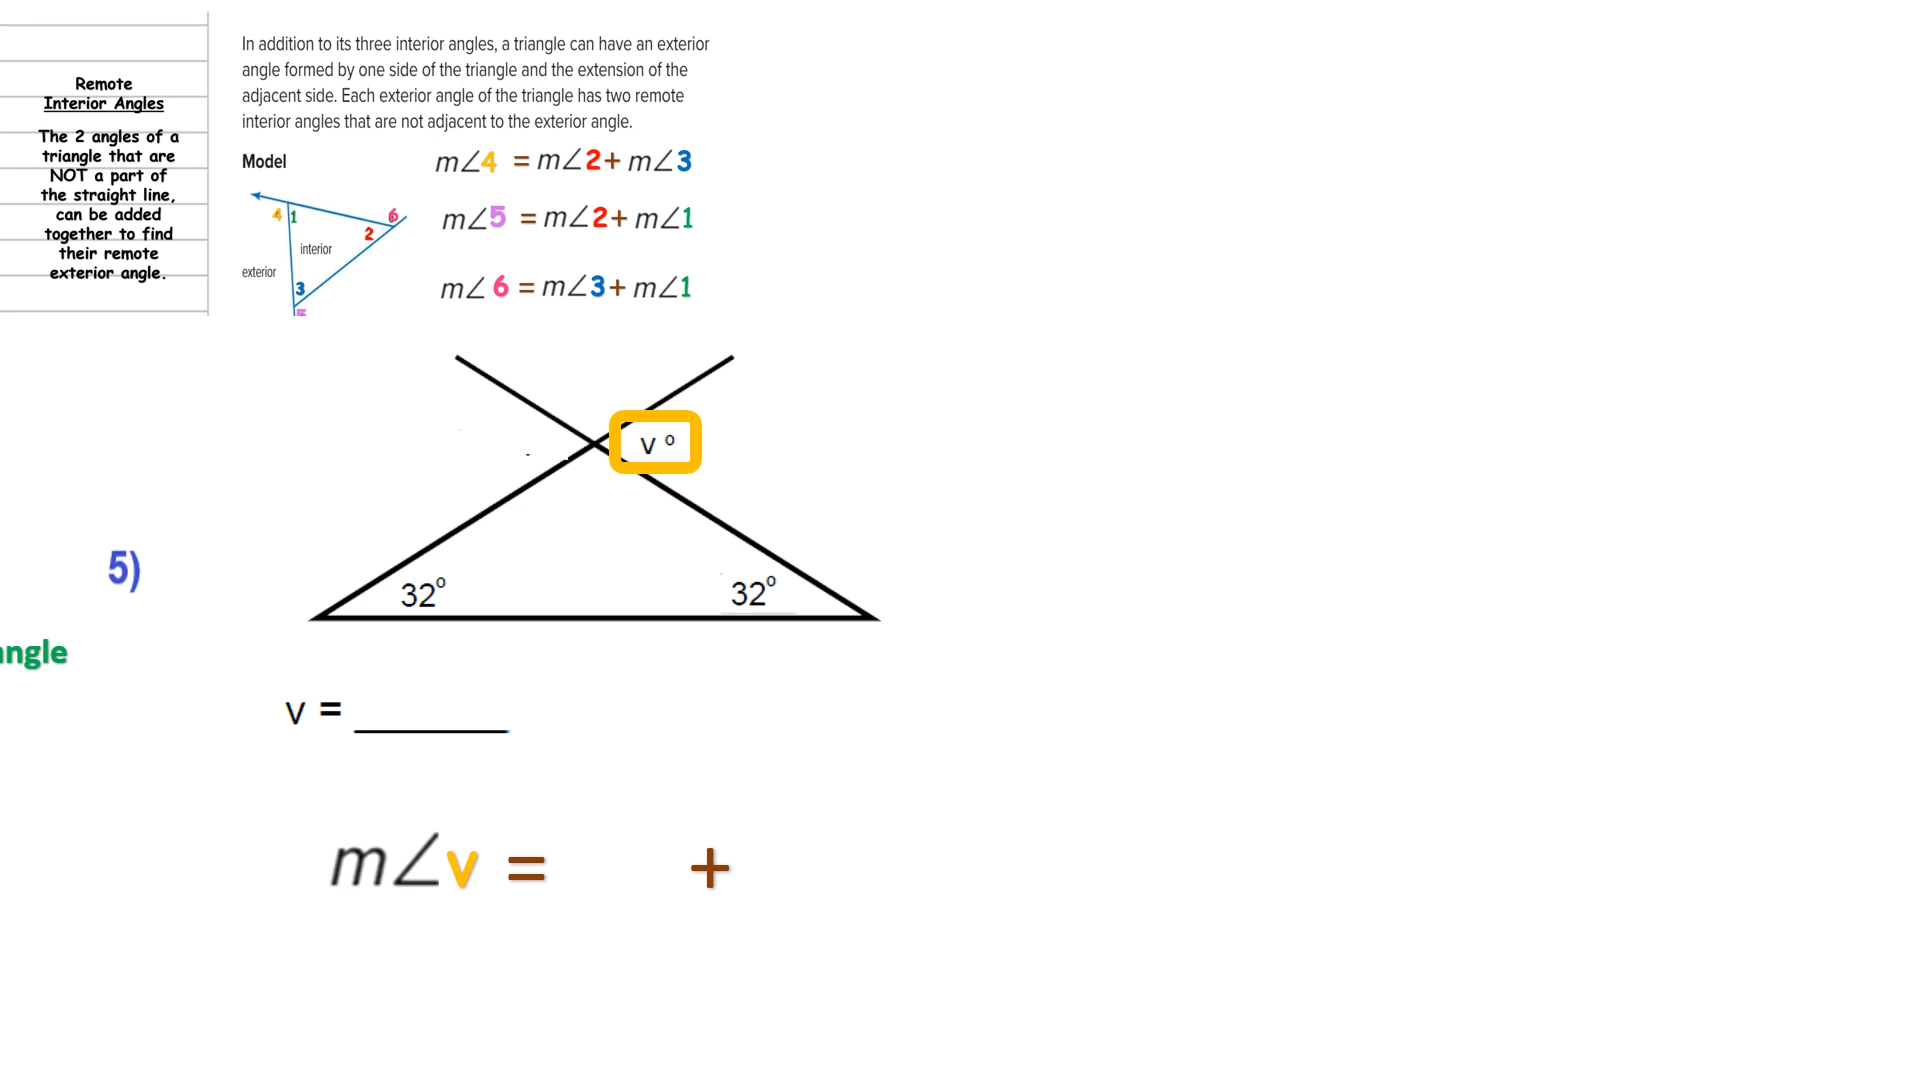 Remote
Interior Angles
The 2 angles of a
triangle that are
NOT a part of
the straight line,
can be added
together to find
their remote
exterior angle.
In addition to its three interior angles, a triangle can have an exterior
angle formed by one side of the triangle and the extension of the
adjacent side. Each exterior angle of the triangle has two remote
interior angles that are not adjacent to the exterior angle.
Model
m∠4 = m∠2 + m∠3
m∠5 = m∠2 + m∠1
m∠6 = m∠3 + m∠1
4 1 6
2
interior
exterior
3
5
v º
5)
32º 32º
angle
v = ________
m∠v = +